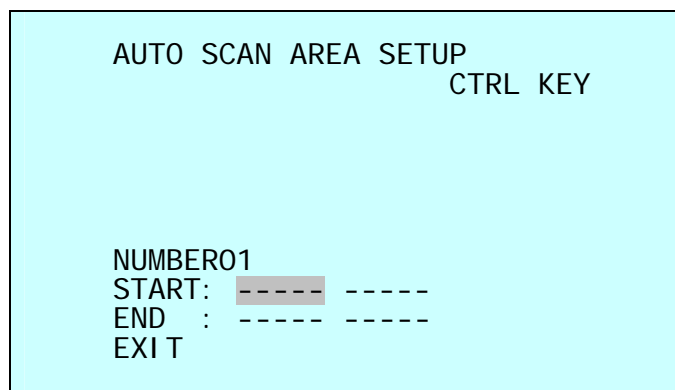 AUTO SCAN AREA SETUP
CTRL KEY
NUMBER01
START: ----- -----
END : ----- -----
EXIT